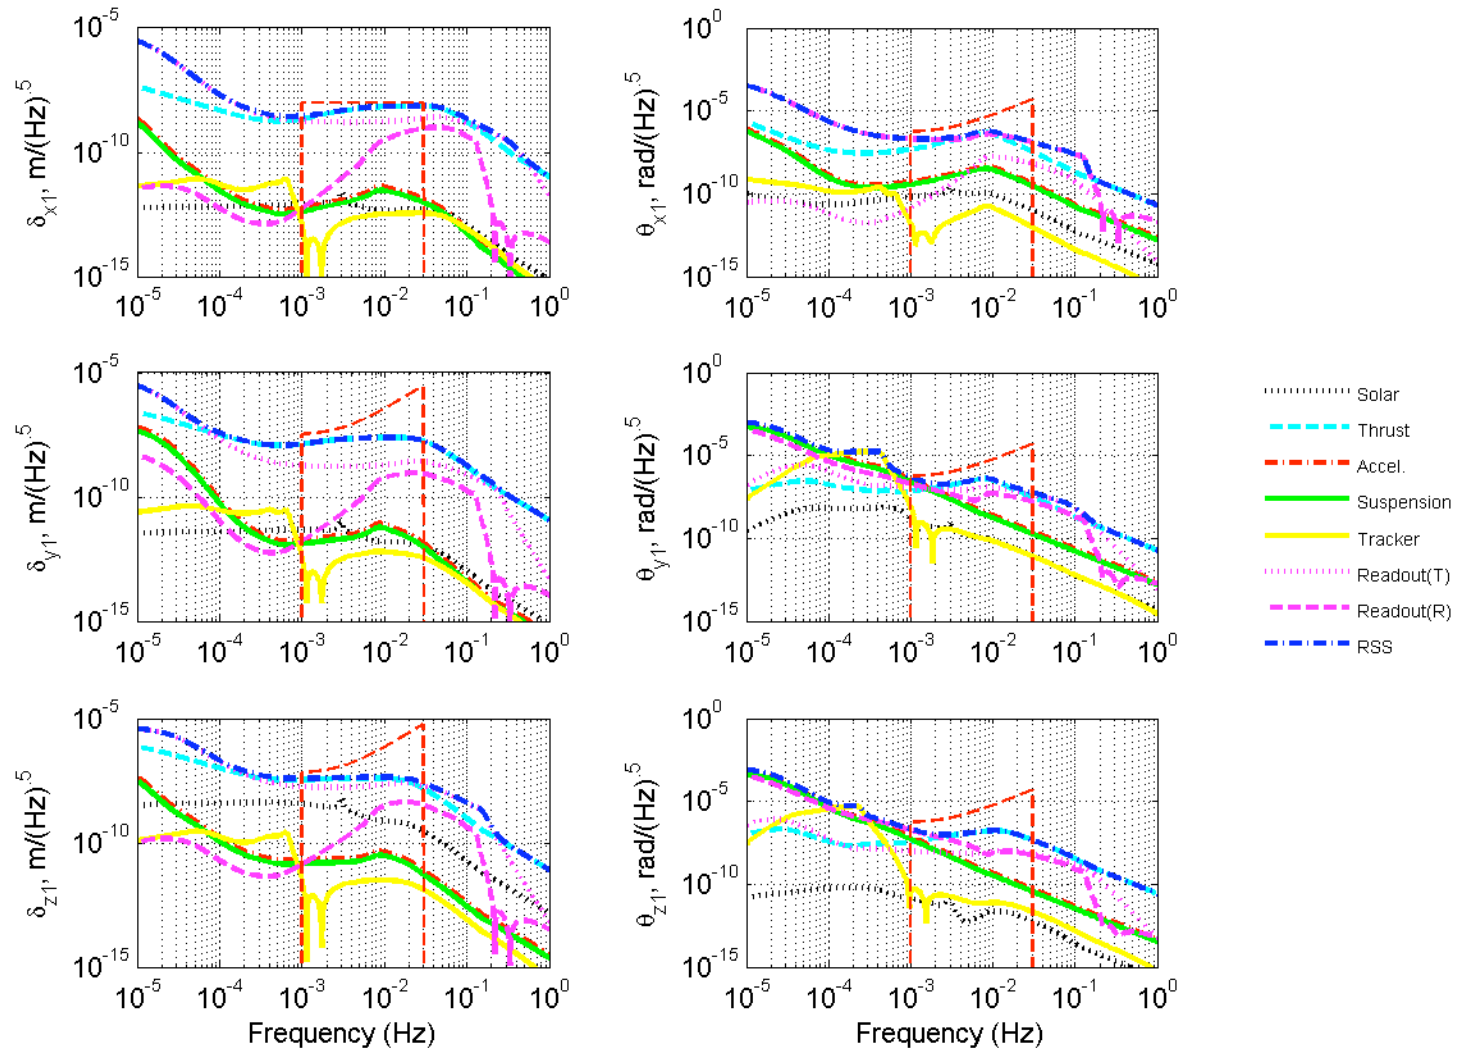 10^-5
10^-10
10^-15
δ_x1, m/(Hz)^.5
10^-5 10^-4 10^-3 10^-2 10^-1 10^0
10^0
10^-5
10^-10
10^-15
θ_x1, rad/(Hz)^.5
10^-5 10^-4 10^-3 10^-2 10^-1 10^0
10^-5
10^-10
10^-15
δ_y1, m/(Hz)^.5
10^-5 10^-4 10^-3 10^-2 10^-1 10^0
10^0
10^-5
10^-10
10^-15
θ_y1, rad/(Hz)^.5
10^-5 10^-4 10^-3 10^-2 10^-1 10^0
Solar
Thrust
Accel.
Suspension
Tracker
Readout(T)
Readout(R)
RSS
10^-5
10^-10
10^-15
δ_z1, m/(Hz)^.5
10^-5 10^-4 10^-3 10^-2 10^-1 10^0
Frequency (Hz)
10^0
10^-5
10^-10
10^-15
θ_z1, rad/(Hz)^.5
10^-5 10^-4 10^-3 10^-2 10^-1 10^0
Frequency (Hz)